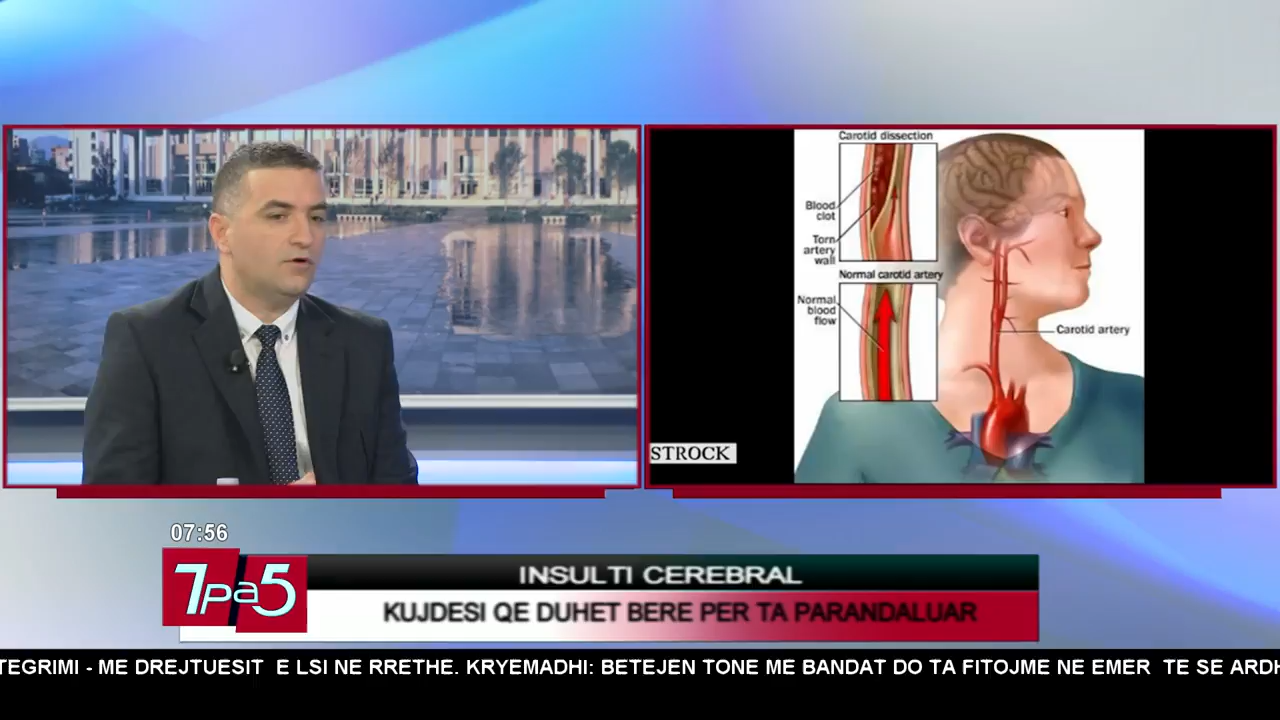 Carotid dissection
Blood
clot
Torn
artery
wall
Normal carotid artery
Normal
blood
flow
Carotid artery
STROCK
07:56
7pa5
INSULTI CEREBRAL
KUJDESI QE DUHET BERE PER TA PARANDALUAR
TEGRIMI - ME DREJTUESIT E LSI NE RRETHE. KRYEMADHI: BETEJEN TONE ME BANDAT DO TA FITOJME NE EMER TE SE ARDH